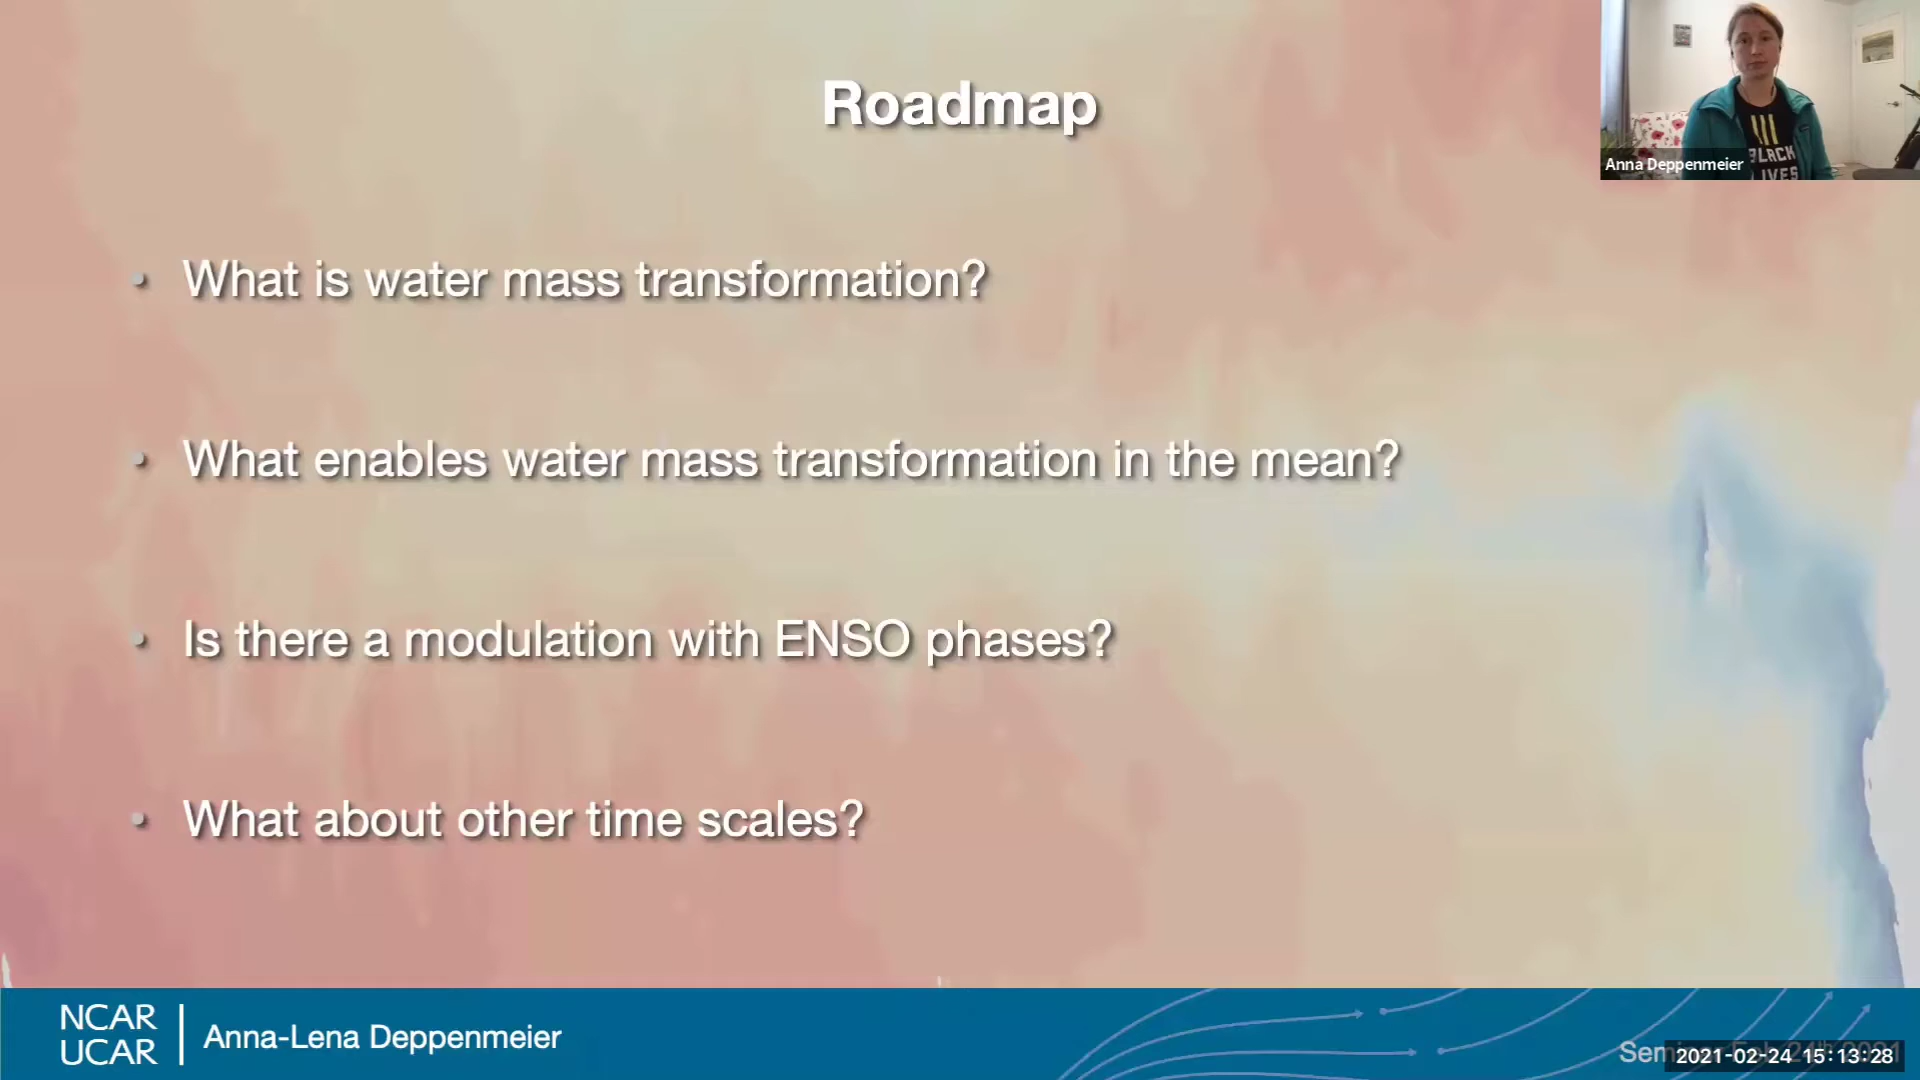 Roadmap
Anna Deppenmeier
BLACK
LIVES
• What is water mass transformation?
• What enables water mass transformation in the mean?
• Is there a modulation with ENSO phases?
• What about other time scales?
NCAR
UCAR
Anna-Lena Deppenmeier
2021-02-24 15:13:28